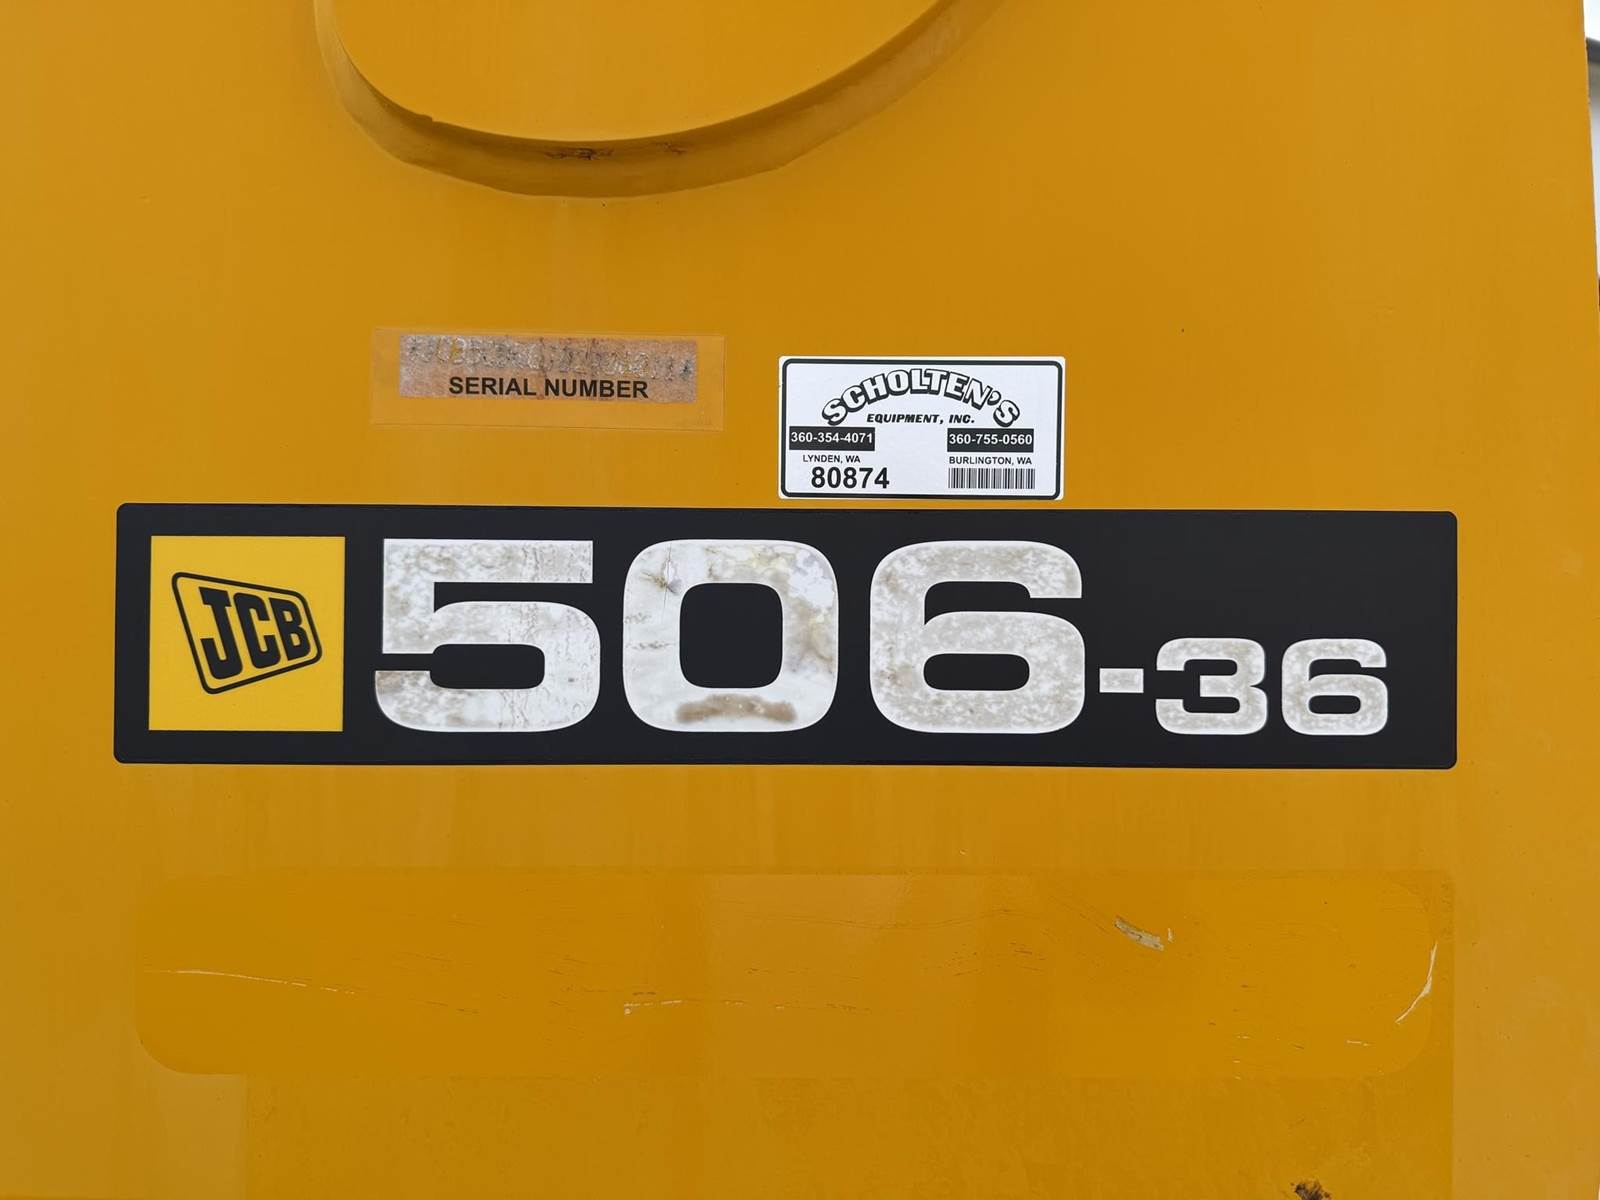 SERIAL NUMBER
SCHOLTEN'S
EQUIPMENT, INC.
360-354-4071 360-755-0560
LYNDEN, WA BURLINGTON, WA
80874
JCB 506-36